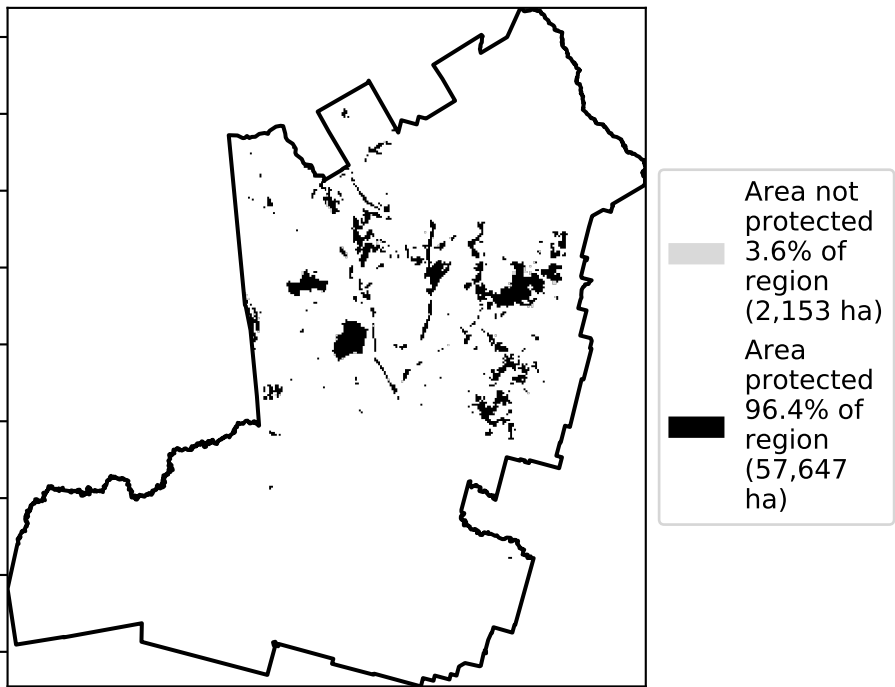 Area not
protected
3.6% of
region
(2,153 ha)
Area
protected
96.4% of
region
(57,647
ha)